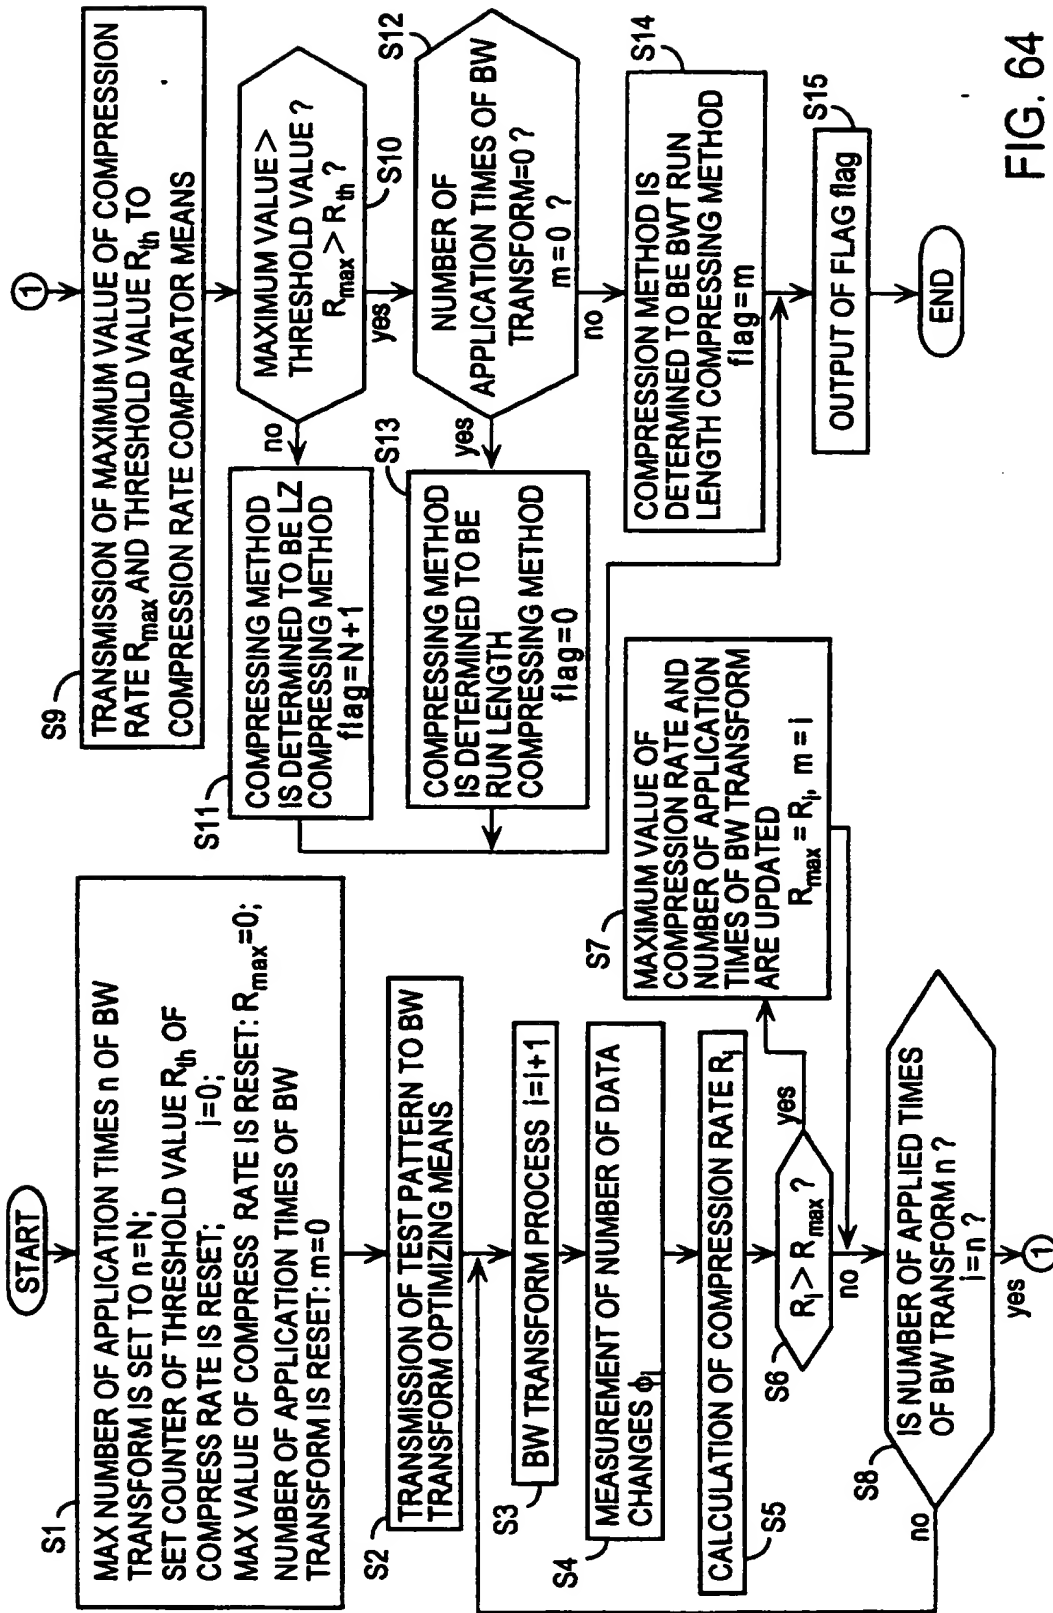 START
S1
MAX NUMBER OF APPLICATION TIMES n OF BW
TRANSFORM IS SET TO n=N;
SET COUNTER OF THRESHOLD VALUE Rth OF
COMPRESS RATE IS RESET; i=0;
MAX VALUE OF COMPRESS RATE IS RESET: Rmax=0;
NUMBER OF APPLICATION TIMES OF BW
TRANSFORM IS RESET: m=0
S2
TRANSMISSION OF TEST PATTERN TO BW
TRANSFORM OPTIMIZING MEANS
S3
BW TRANSFORM PROCESS i=i+1
S4
MEASUREMENT OF NUMBER OF DATA
CHANGES ϕi
S5
CALCULATION OF COMPRESSION RATE Ri
S6
Ri > Rmax ?
yes
no
S7
MAXIMUM VALUE OF
COMPRESSION RATE AND
NUMBER OF APPLICATION
TIMES OF BW TRANSFORM
ARE UPDATED
Rmax = Ri, m = i
S8
IS NUMBER OF APPLIED TIMES
OF BW TRANSFORM n ?
i=n ?
no
yes
1
1
S9
TRANSMISSION OF MAXIMUM VALUE OF COMPRESSION
RATE Rmax AND THRESHOLD VALUE Rth TO
COMPRESSION RATE COMPARATOR MEANS
MAXIMUM VALUE >
THRESHOLD VALUE ?
Rmax > Rth ?
S10
no
yes
S11
COMPRESSING METHOD
IS DETERMINED TO BE LZ
COMPRESSING METHOD
flag=N+1
S12
NUMBER OF
APPLICATION TIMES OF BW
TRANSFORM=0 ?
m=0 ?
yes
no
S13
COMPRESSING METHOD
IS DETERMINED TO BE
RUN LENGTH
COMPRESSING METHOD
flag=0
S14
COMPRESSION METHOD IS
DETERMINED TO BE BWT RUN
LENGTH COMPRESSING METHOD
flag=m
S15
OUTPUT OF FLAG flag
END
FIG. 64